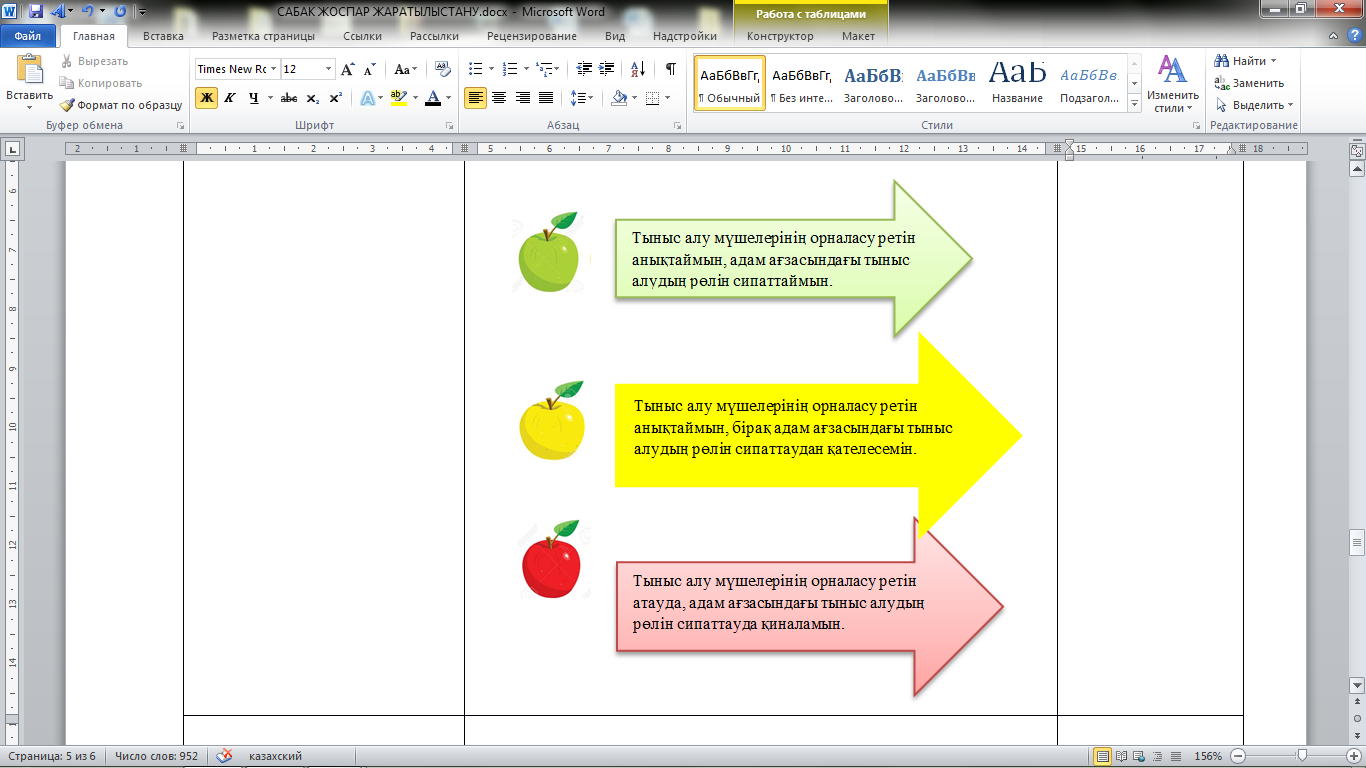 САБАҚ ЖОСПАР ЖАРАТЫЛЫСТАНУ.docx - Microsoft Word
Работа с таблицами
Файл
Главная
Вставка
Разметка страницы
Ссылки
Рассылки
Рецензирование
Вид
Надстройки
Конструктор
Макет
Вставить
Вырезать
Копировать
Формат по образцу
Буфер обмена
Times New Rc
12
Шрифт
Абзац
АаБбВвГг,
¶ Обычный
АаБбВвГг,
¶ Без инте...
АаБбВ
Заголово...
АаБбВв
Заголово...
АаБ
Название
АаБбВв.
Подзагол...
Изменить
стили
Стили
Найти
Заменить
Выделить
Редактирование
Тыныс алу мүшелерінің орналасу ретін
анықтаймын, адам ағзасындағы тыныс
алудың рөлін сипаттаймын.
Тыныс алу мүшелерінің орналасу ретін
анықтаймын, бірақ адам ағзасындағы тыныс
алудың рөлін сипаттаудан қателесемін.
Тыныс алу мүшелерінің орналасу ретін
атауда, адам ағзасындағы тыныс алудың
рөлін сипаттауда қиналамын.
Страница: 5 из 6
Число слов: 952
казахский
156%